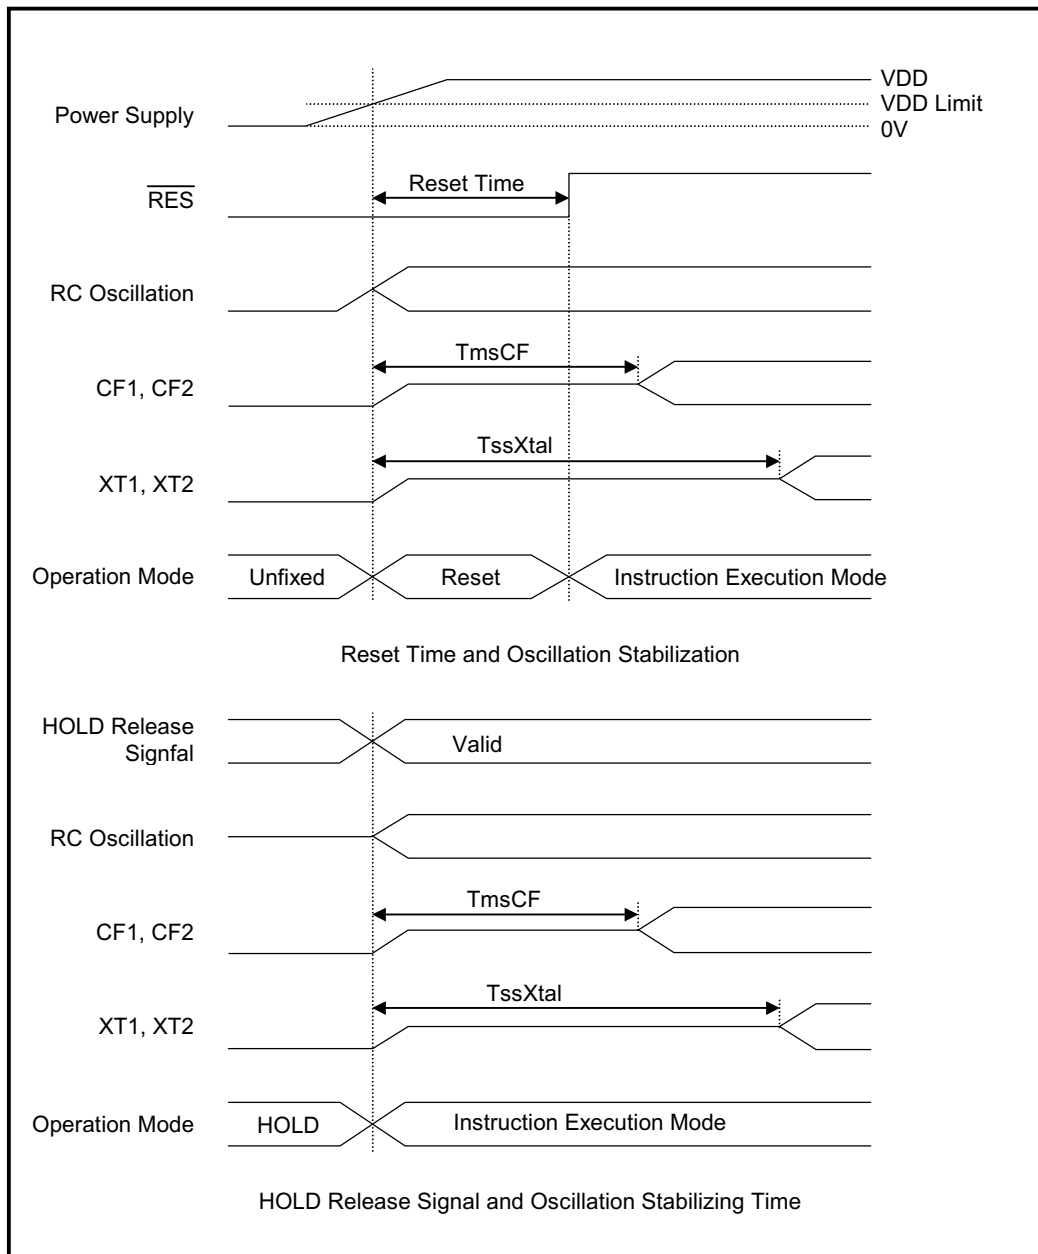 VDD
Power Supply
VDD Limit
0V
Reset Time
RES
RC Oscillation
TmsCF
CF1, CF2
TssXtal
XT1, XT2
Operation Mode
Unfixed
Reset
Instruction Execution Mode
Reset Time and Oscillation Stabilization
HOLD Release
Signfal
Valid
RC Oscillation
TmsCF
CF1, CF2
TssXtal
XT1, XT2
Operation Mode
HOLD
Instruction Execution Mode
HOLD Release Signal and Oscillation Stabilizing Time